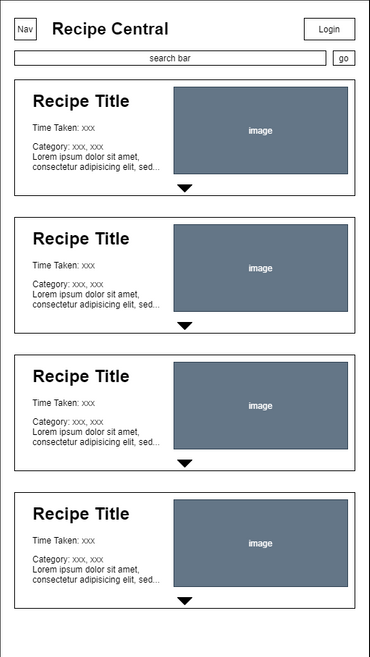 Nav
Recipe Central
Login
search bar
go
Recipe Title
Time Taken: xxx
Category: xxx, xxx
Lorem ipsum dolor sit amet,
consectetur adipisicing elit, sed...
image
Recipe Title
Time Taken: xxx
Category: xxx, xxx
Lorem ipsum dolor sit amet,
consectetur adipisicing elit, sed...
image
Recipe Title
Time Taken: xxx
Category: xxx, xxx
Lorem ipsum dolor sit amet,
consectetur adipisicing elit, sed...
image
Recipe Title
Time Taken: xxx
Category: xxx, xxx
Lorem ipsum dolor sit amet,
consectetur adipisicing elit, sed...
image